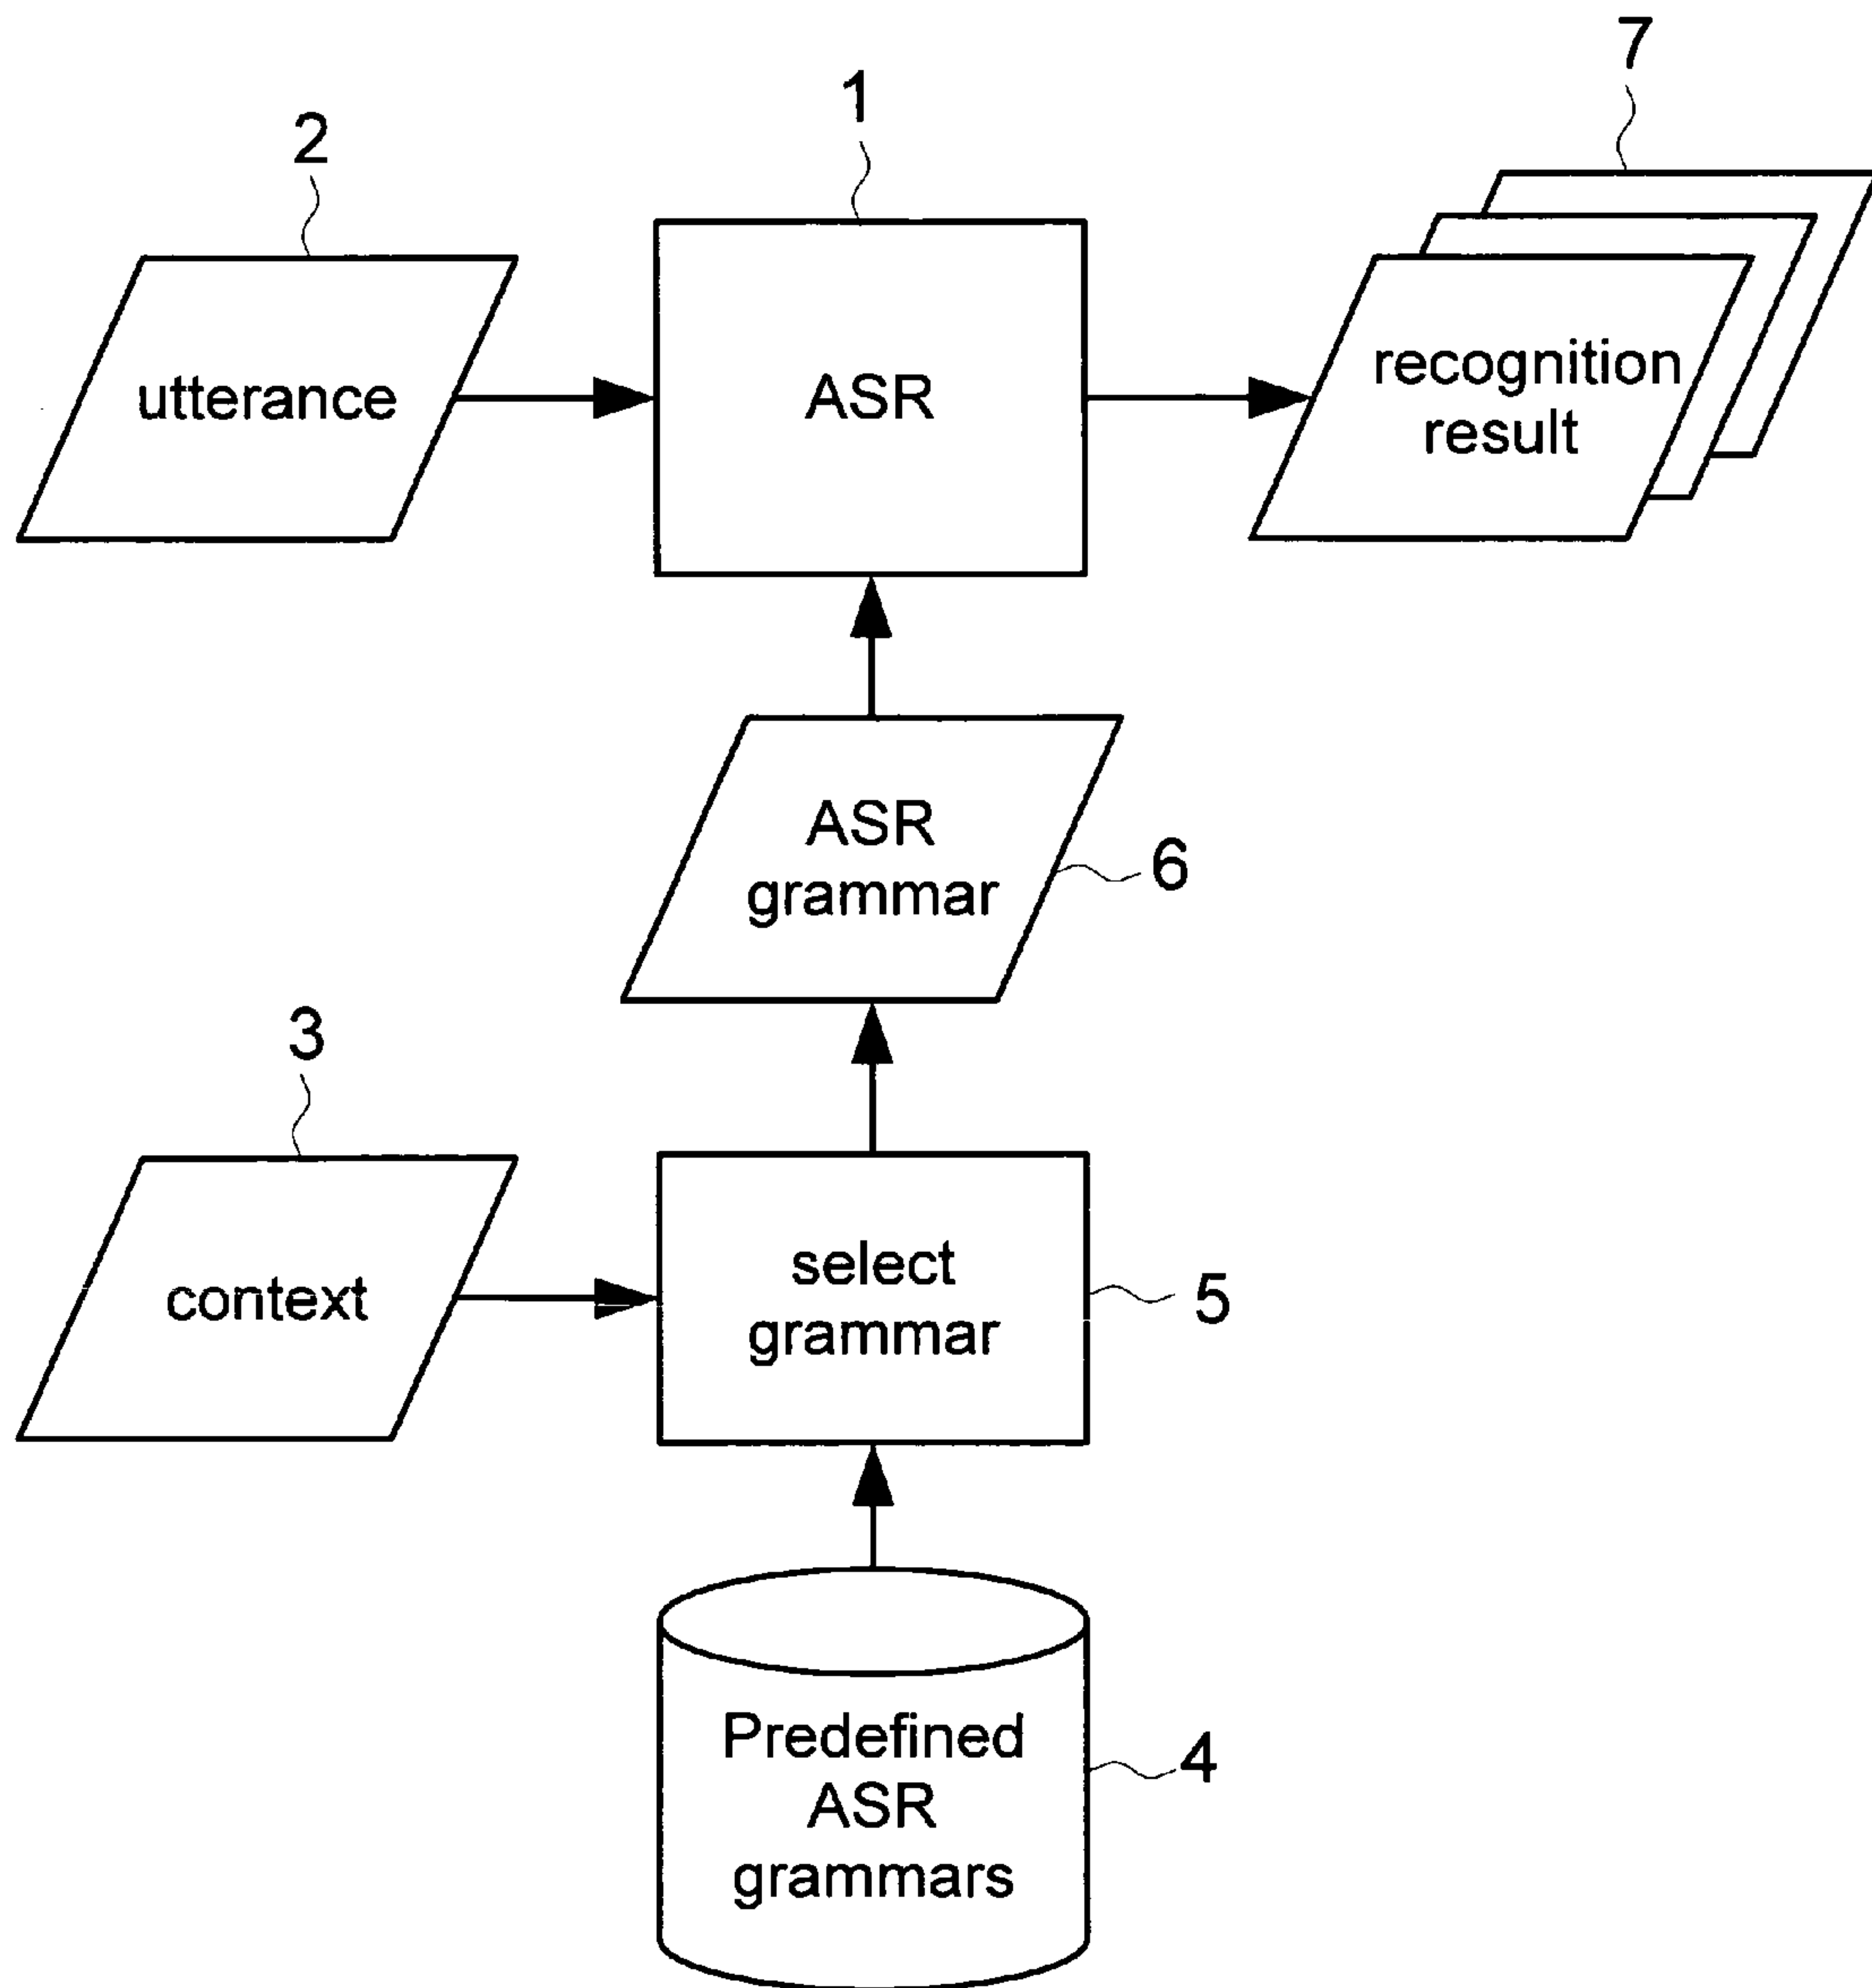 7
1
2
utterance
ASR
recognition
result
ASR
grammar
6
3
context
select
grammar
5
Predefined
ASR
grammars
4